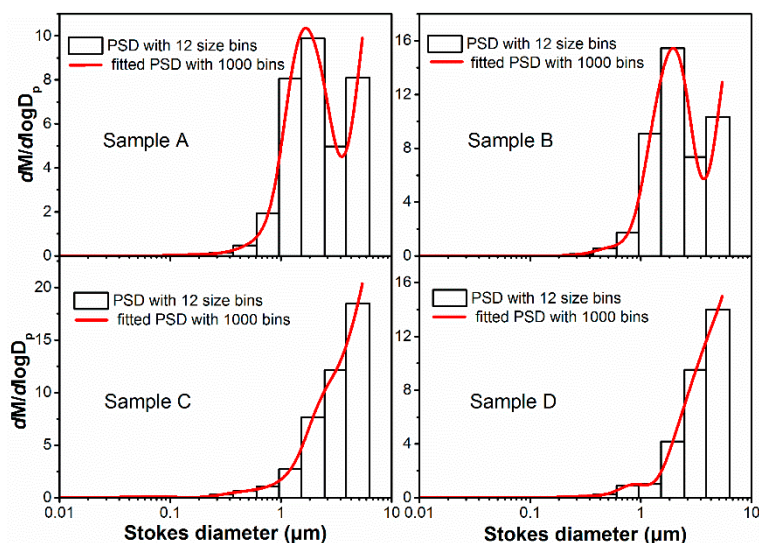 10
8
6
4
2
0
dM/dlogDp
PSD with 12 size bins
fitted PSD with 1000 bins
Sample A
16
12
8
4
0
PSD with 12 size bins
fitted PSD with 1000 bins
Sample B
20
15
10
5
0
dM/dlogDp
PSD with 12 size bins
fitted PSD with 1000 bins
Sample C
0.01 0.1 1 10
Stokes diameter (μm)
16
12
8
4
0
PSD with 12 size bins
fitted PSD with 1000 bins
Sample D
0.01 0.1 1 10
Stokes diameter (μm)